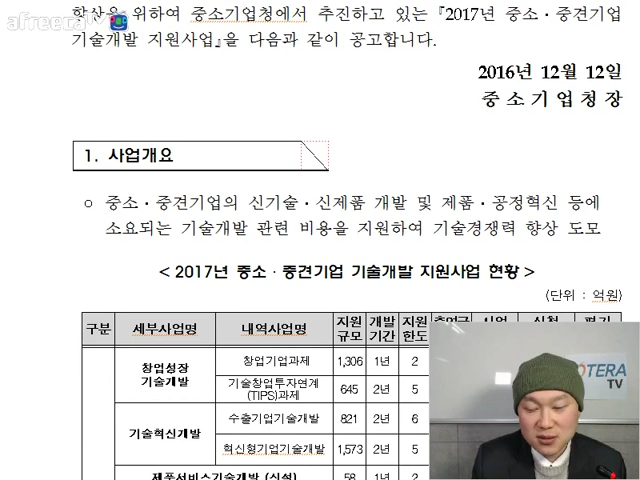 향상을 위하여 중소기업청에서 추진하고 있는 『2017년 중소·중견기업
afreecaTV
기술개발 지원사업』을 다음과 같이 공고합니다.
2016년 12월 12일
중소기업청장
1. 사업개요
○ 중소·중견기업의 신기술·신제품 개발 및 제품·공정혁신 등에
소요되는 기술개발 관련 비용을 지원하여 기술경쟁력 향상 도모
< 2017년 중소·중견기업 기술개발 지원사업 현황 >
(단위 : 억원)
구분 세부사업명 내역사업명 지원규모 개발기간 지원한도
창업성장기술개발 창업기업과제 1,306 1년 2
기술창업투자연계(TIPS)과제 645 2년 5
기술혁신개발 수출기업기술개발 821 2년 6
혁신형기업기술개발 1,573 2년 5
제품서비스기술개발 (신설) 58 1년 2
OTERA
TV